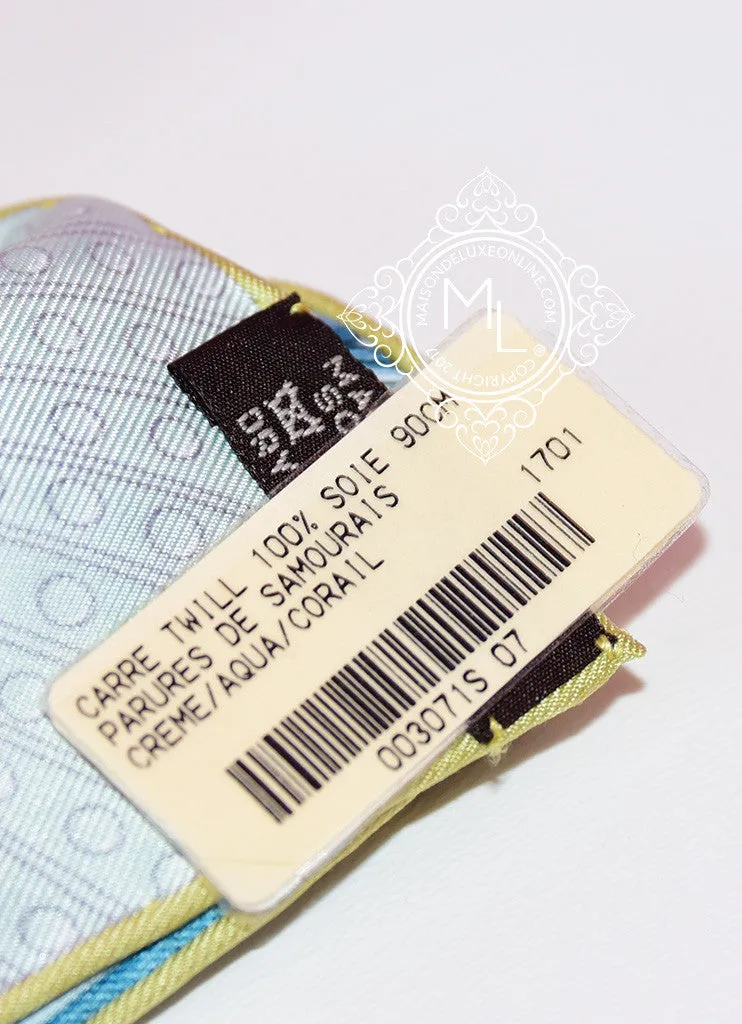 MAISONDELUXEONLINE.COM
ML
CARRE TWILL 100% SOIE 90CM
PARURES DE SAMOURAIS
CREME/AQUA/CORAIL
1701
003071S 07